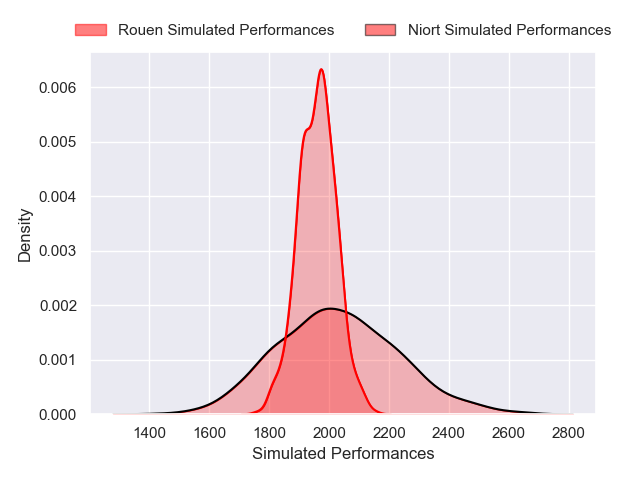 Rouen Simulated Performances Niort Simulated Performances
0.006
0.005
0.004
0.003
0.002
0.001
0.000
Density
1400 1600 1800 2000 2200 2400 2600 2800
Simulated Performances